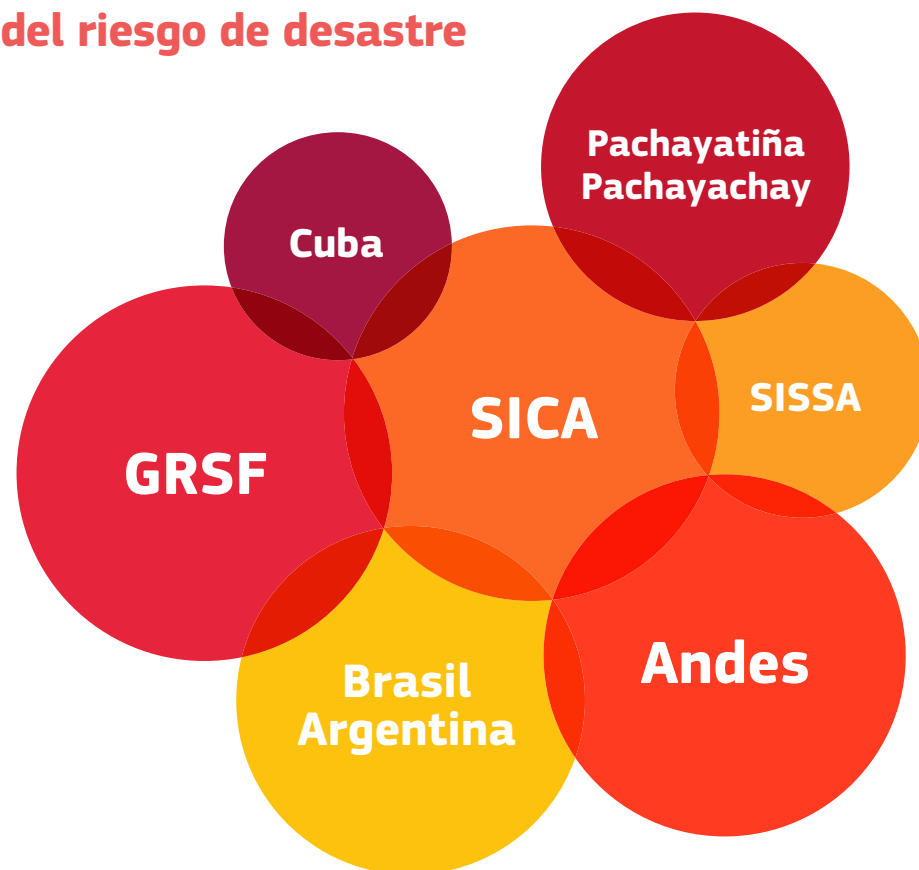 del riesgo de desastre
Pachayatiña
Pachayachay
Cuba
SISSA
SICA
GRSF
Andes
Brasil
Argentina